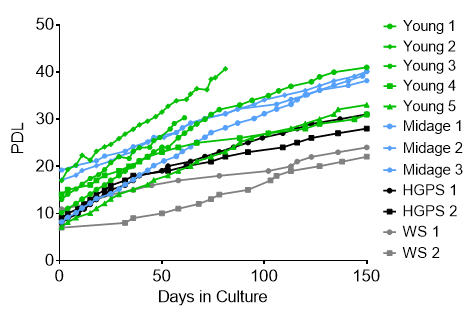 50
40
30
20
10
0
PDL
0
50
100
150
Days in Culture
Young 1
Young 2
Young 3
Young 4
Young 5
Midage 1
Midage 2
Midage 3
HGPS 1
HGPS 2
WS 1
WS 2